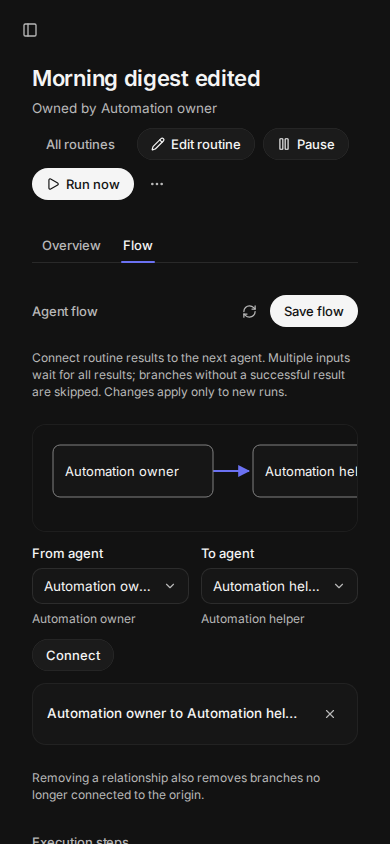 Morning digest edited
Owned by Automation owner
All routines
Edit routine
Pause
Run now
Overview
Flow
Agent flow
Save flow
Connect routine results to the next agent. Multiple inputs
wait for all results; branches without a successful result
are skipped. Changes apply only to new runs.
Automation owner
Automation hel
From agent
To agent
Automation ow...
Automation hel...
Automation owner
Automation helper
Connect
Automation owner to Automation hel...
Removing a relationship also removes branches no
longer connected to the origin.
Execution steps